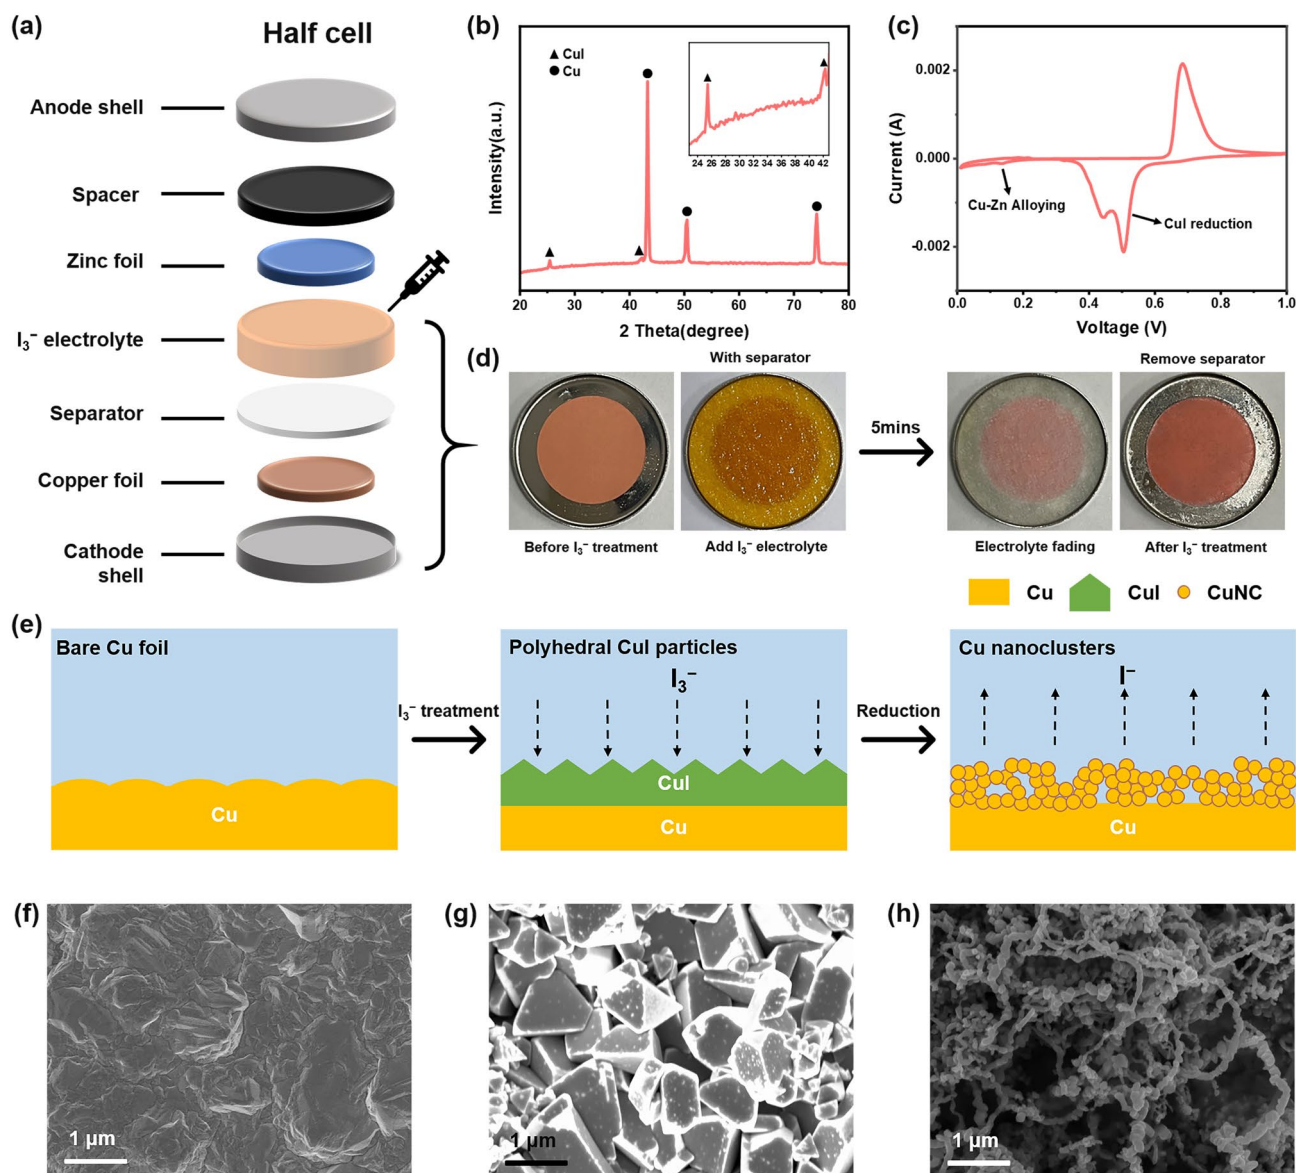 (a)
Half cell
Anode shell
Spacer
Zinc foil
I₃⁻ electrolyte
Separator
Copper foil
Cathode
shell
(b)
▲ CuI
● Cu
Intensity(a.u.)
24 26 28 30 32 34 36 38 40 42
20 30 40 50 60 70 80
2 Theta(degree)
(c)
Current (A)
0.002
0.000
-0.002
Cu-Zn Alloying
CuI reduction
0.0 0.2 0.4 0.6 0.8 1.0
Voltage (V)
(d)
With separator
Remove separator
5mins
Before I₃⁻ treatment
Add I₃⁻ electrolyte
Electrolyte fading
After I₃⁻ treatment
Cu CuI CuNC
(e)
Bare Cu foil
Cu
I₃⁻ treatment
Polyhedral CuI particles
I₃⁻
CuI
Cu
Reduction
Cu nanoclusters
I⁻
Cu
(f)
1 µm
(g)
1 µm
(h)
1 µm